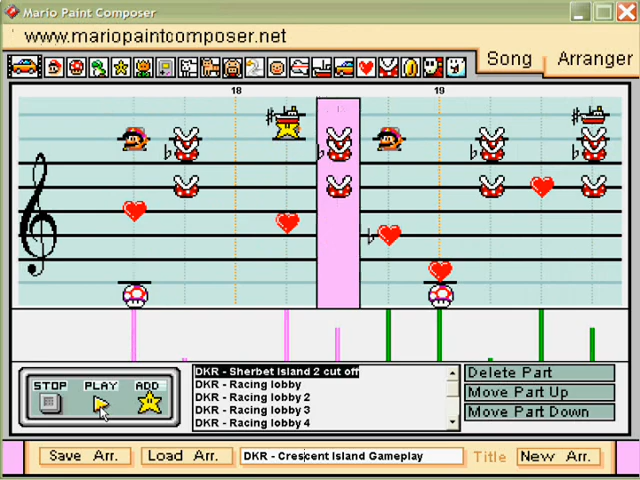 Mario Paint Composer
www.mariopaintcomposer.net
Song
Arranger
18
19
STOP
PLAY
ADD
DKR - Sherbet Island 2 cut off
DKR - Racing lobby
DKR - Racing lobby 2
DKR - Racing lobby 3
DKR - Racing lobby 4
Delete Part
Move Part Up
Move Part Down
Save Arr.
Load Arr.
DKR - Crescent Island Gameplay
Title
New Arr.